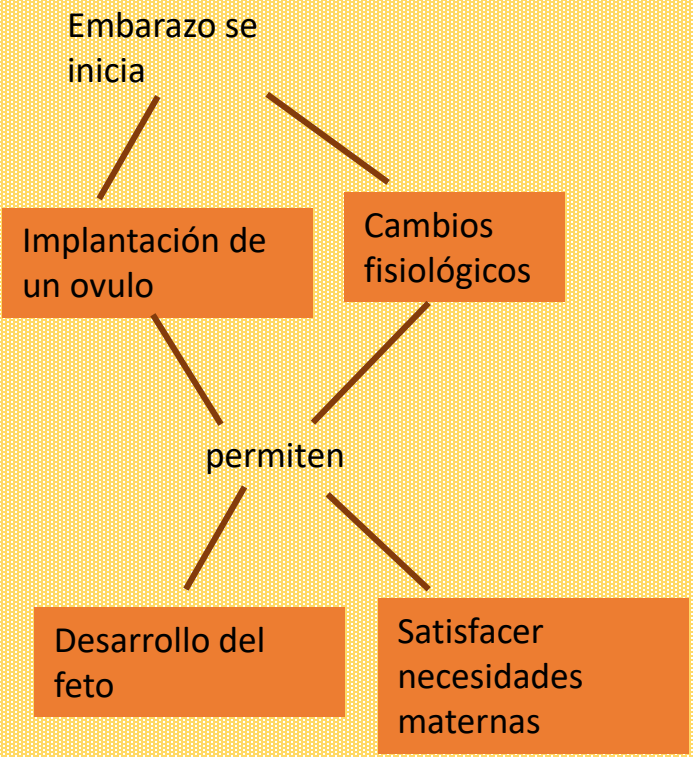 Embarazo se
inicia
Implantación de
un ovulo
Cambios
fisiológicos
permiten
Desarrollo del
feto
Satisfacer
necesidades
maternas